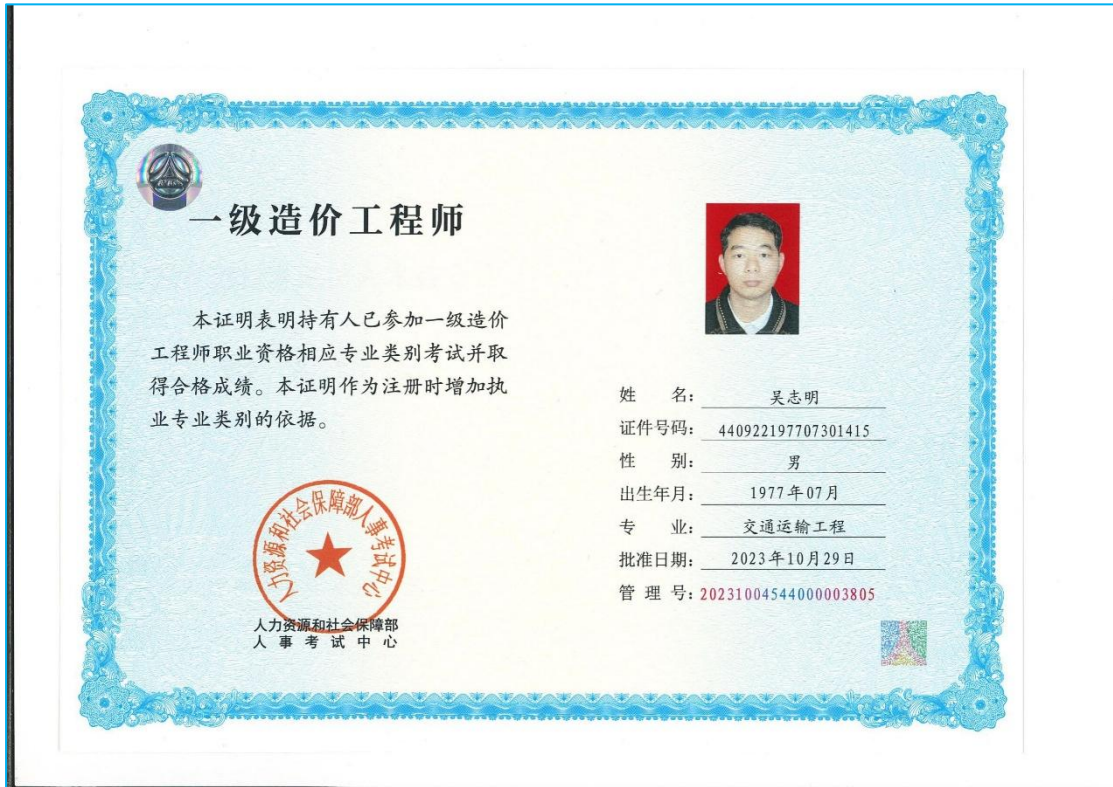 一级造价工程师
本证明表明持有人已参加一级造价
工程师职业资格相应专业类别考试并取
得合格成绩。本证明作为注册时增加执
业专业类别的依据。
人力资源和社会保障部人事考试中心
人力资源和社会保障部
人事考试中心
姓名：吴志明
证件号码：440922197707301415
性别：男
出生年月：1977年07月
专业：交通运输工程
批准日期：2023年10月29日
管理号：20231004544000003805